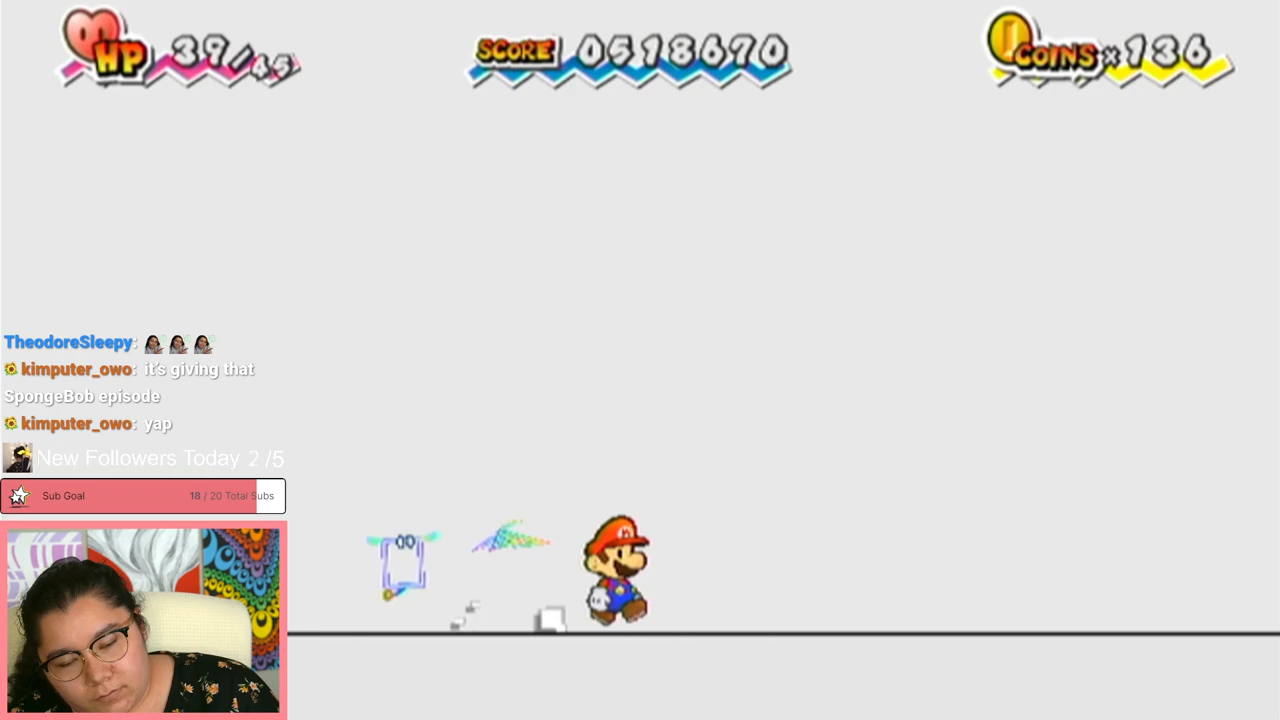 HP 39/45
SCORE 0518670
COINS×136
TheodoreSleepy:
kimputer_owo: it's giving that
SpongeBob episode
kimputer_owo: yap
New Followers Today 2 /5
Sub Goal 18 / 20 Total Subs